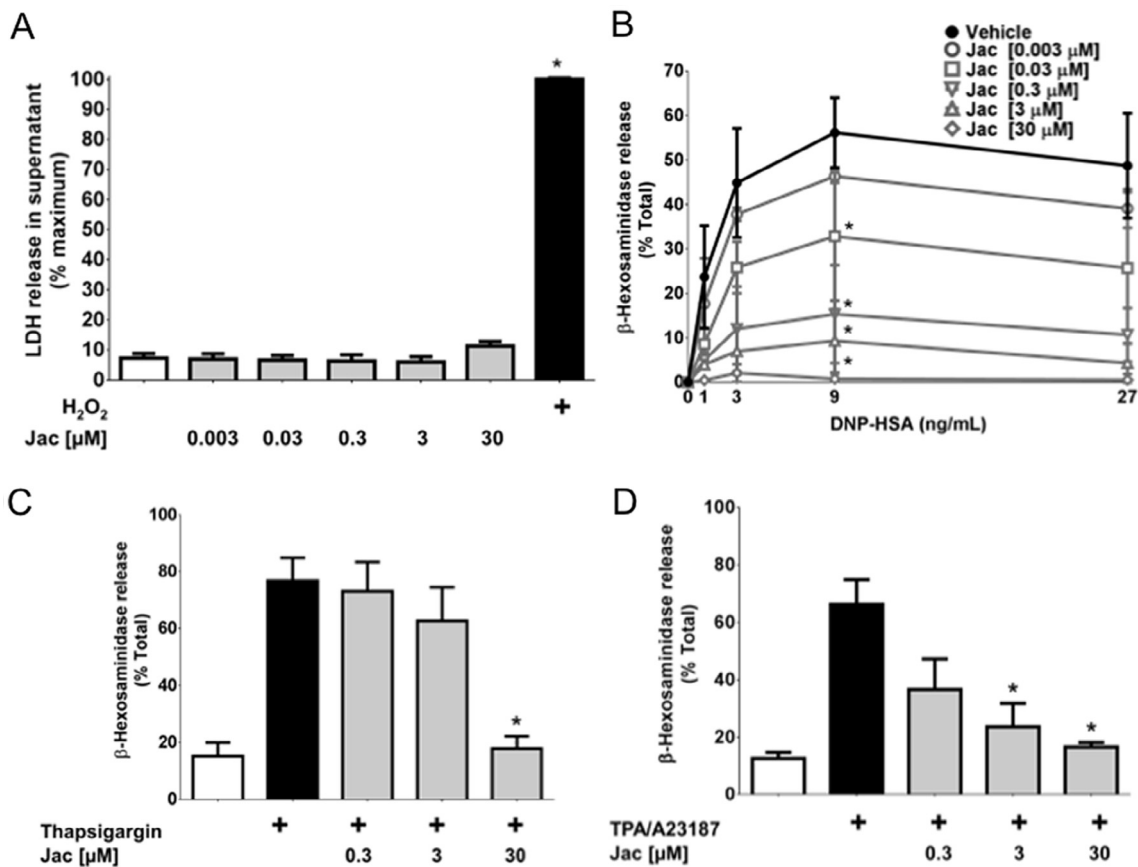 A
LDH release in supernatant
(% maximum)
100
90
80
70
60
50
40
30
20
10
0
*
H2O2 +
Jac [µM] 0.003 0.03 0.3 3 30
B
Vehicle
Jac [0.003 µM]
Jac [0.03 µM]
Jac [0.3 µM]
Jac [3 µM]
Jac [30 µM]
β-Hexosaminidase release
(% Total)
70
60
50
40
30
20
10
0
*
*
*
*
0 1 3 9 27
DNP-HSA (ng/mL)
C
β-Hexosaminidase release
(% Total)
100
80
60
40
20
0
*
Thapsigargin + + + +
Jac [µM] 0.3 3 30
D
β-Hexosaminidase release
(% Total)
100
80
60
40
20
0
*
*
TPA/A23187 + + + +
Jac [µM] 0.3 3 30